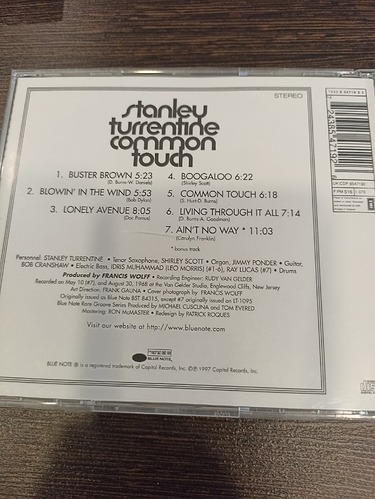 STEREO
stanley
turrentine
common
touch
1. BUSTER BROWN 5:23
(D. Burns-W. Daniels)
2. BLOWIN' IN THE WIND 5:53
(Bob Dylan)
3. LONELY AVENUE 8:05
(Doc Pomus)
4. BOOGALOO 6:22
(Shirley Scott)
5. COMMON TOUCH 6:18
(S. Hurt-D. Burns)
6. LIVING THROUGH IT ALL 7:14
(D. Burns-A. Goodman)
7. AIN'T NO WAY * 11:03
(Carolyn Franklin)
* bonus track
Personnel: STANLEY TURRENTINE • Tenor Saxophone, SHIRLEY SCOTT • Organ, JIMMY PONDER • Guitar,
BOB CRANSHAW • Electric Bass, IDRIS MUHAMMAD (LEO MORRIS) (#1-6), RAY LUCAS (#7) • Drums
Produced by FRANCIS WOLFF • Recording Engineer: RUDY VAN GELDER
Recorded on May 10 (#7), and August 30, 1968 at the Van Gelder Studio, Englewood Cliffs, New Jersey
Art Direction: FRANK GAUNA • Cover photograph by FRANCIS WOLFF
Originally issued as Blue Note BST 84315, except #7 originally issued on LT-1095
Blue Note Rare Groove Series Produced by MICHAEL CUSCUNA and TOM EVERED
Mastering: RON McMASTER • Redesign by PATRICK ROQUES
Visit our website at http://www.bluenote.com
BLUE NOTE
BLUE NOTE ® is a registered trademark of Capitol Records, Inc. ©℗ 1997 Capitol Records, Inc.